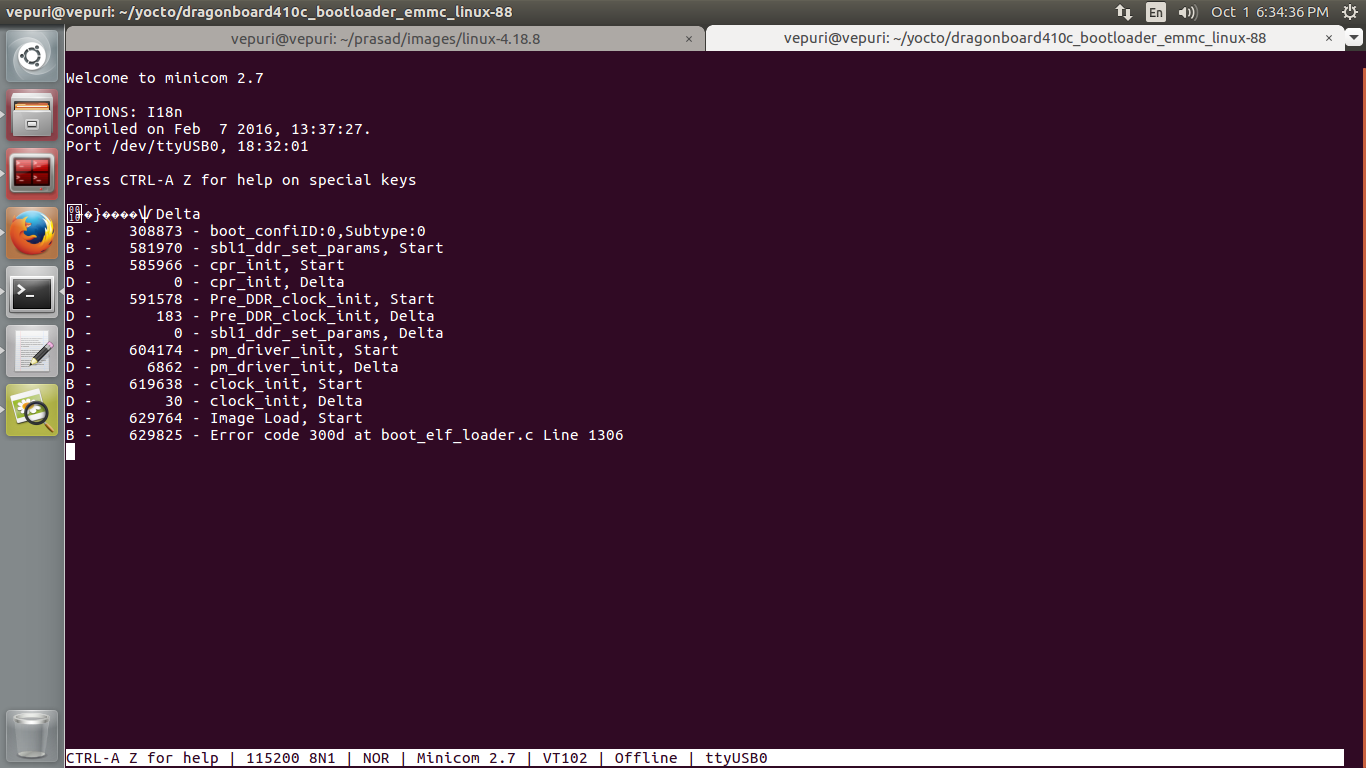 vepuri@vepuri: ~/yocto/dragonboard410c_bootloader_emmc_linux-88
En
Oct 1 6:34:36 PM
vepuri@vepuri: ~/prasad/images/linux-4.18.8 ×
vepuri@vepuri: ~/yocto/dragonboard410c_bootloader_emmc_linux-88 ×
Welcome to minicom 2.7
OPTIONS: I18n
Compiled on Feb  7 2016, 13:37:27.
Port /dev/ttyUSB0, 18:32:01
Press CTRL-A Z for help on special keys
Delta
B -    308873 - boot_confiID:0,Subtype:0
B -    581970 - sbl1_ddr_set_params, Start
B -    585966 - cpr_init, Start
D -         0 - cpr_init, Delta
B -    591578 - Pre_DDR_clock_init, Start
D -       183 - Pre_DDR_clock_init, Delta
D -         0 - sbl1_ddr_set_params, Delta
B -    604174 - pm_driver_init, Start
D -      6862 - pm_driver_init, Delta
B -    619638 - clock_init, Start
D -        30 - clock_init, Delta
B -    629764 - Image Load, Start
B -    629825 - Error code 300d at boot_elf_loader.c Line 1306
CTRL-A Z for help | 115200 8N1 | NOR | Minicom 2.7 | VT102 | Offline | ttyUSB0